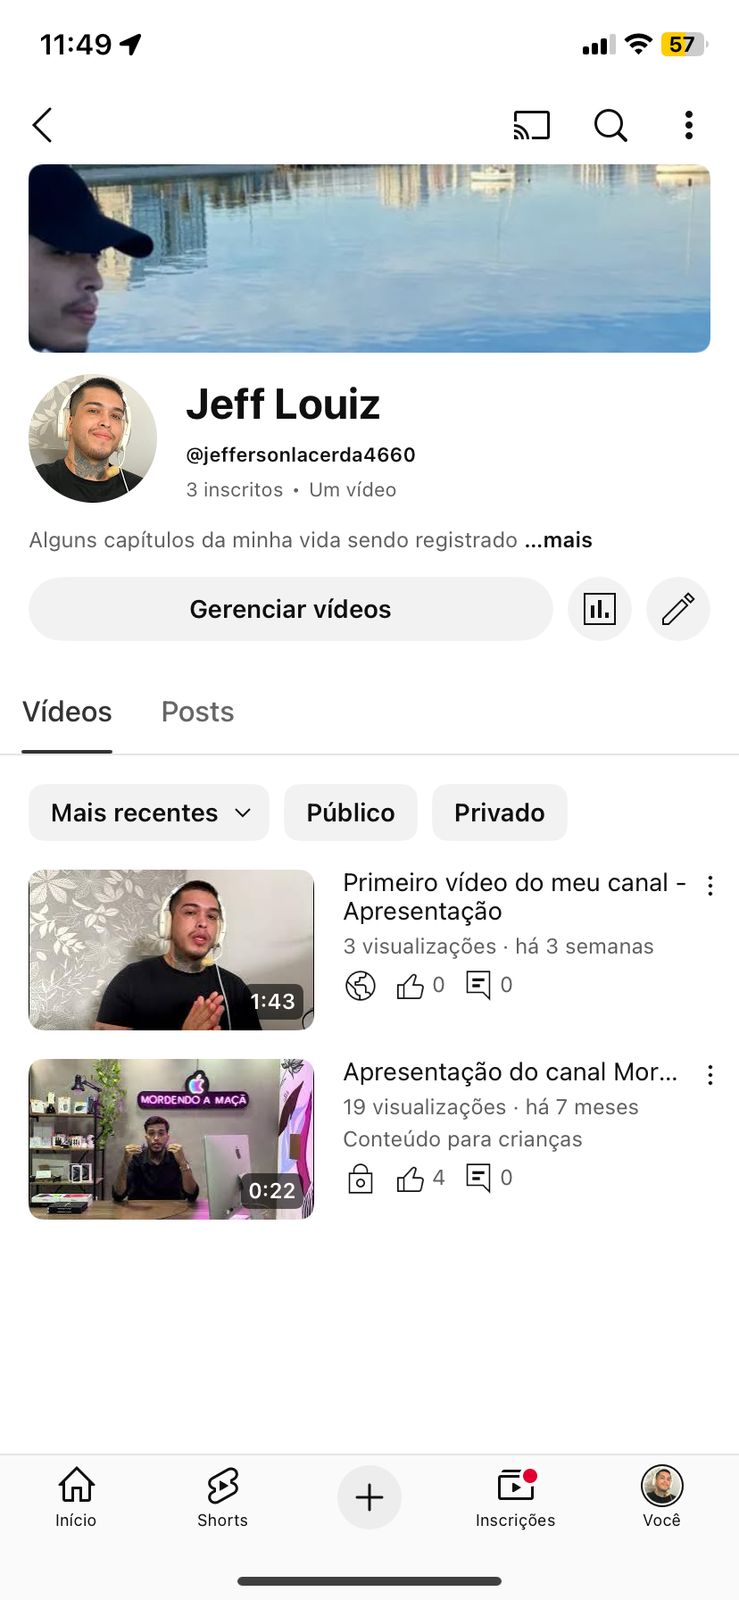 11:49
57
Jeff Louiz
@jeffersonlacerda4660
3 inscritos • Um vídeo
Alguns capítulos da minha vida sendo registrado ...mais
Gerenciar vídeos
Vídeos
Posts
Mais recentes
Público
Privado
1:43
Primeiro vídeo do meu canal -
Apresentação
3 visualizações · há 3 semanas
0
0
MORDENDO A MAÇÃ
0:22
Apresentação do canal Mor...
19 visualizações · há 7 meses
Conteúdo para crianças
4
0
Início
Shorts
Inscrições
Você